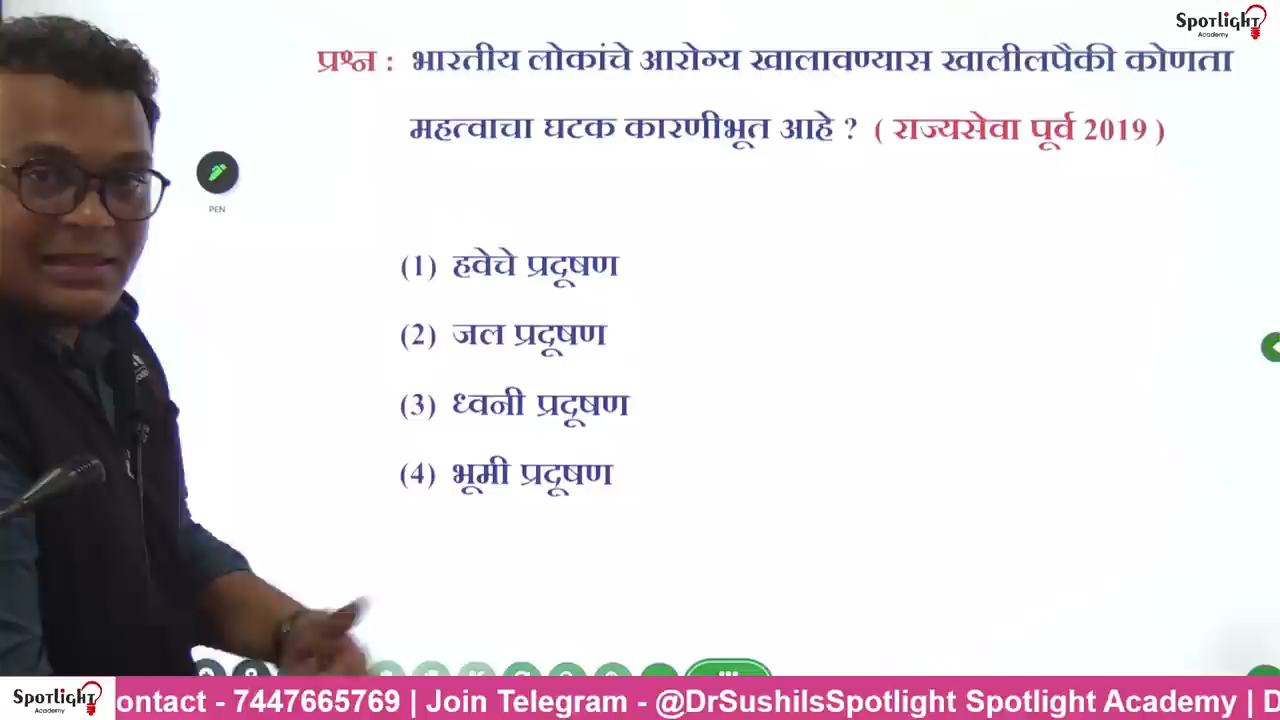 Spotlight
Academy
प्रश्न : भारतीय लोकांचे आरोग्य खालावण्यास खालीलपैकी कोणता
महत्वाचा घटक कारणीभूत आहे ? ( राज्यसेवा पूर्व 2019 )
PEN
(1) हवेचे प्रदूषण
(2) जल प्रदूषण
(3) ध्वनी प्रदूषण
(4) भूमी प्रदूषण
Spotlight
Academy
ontact - 7447665769 | Join Telegram - @DrSushilsSpotlight Spotlight Academy | D